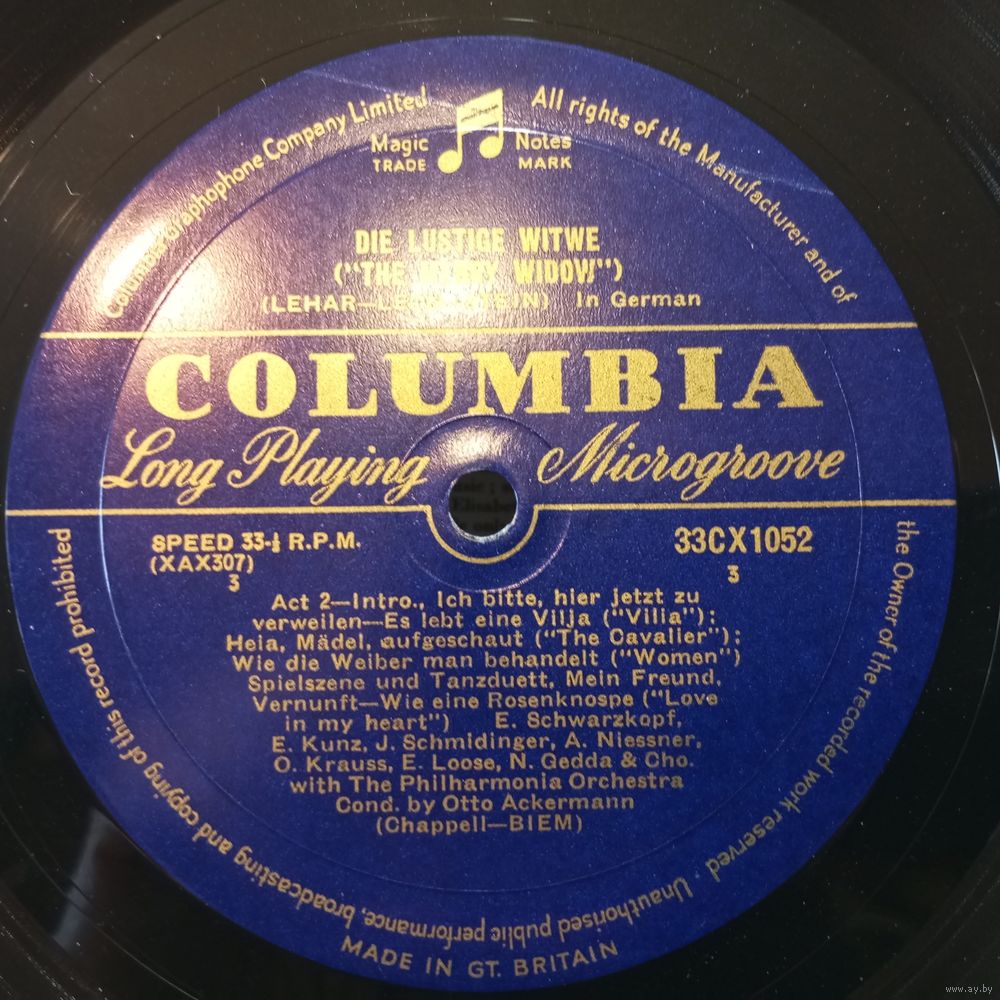 Columbia Graphophone Company Limited
All rights of the Manufacturer and of
the Owner of the recorded work reserved. Unauthorised public performance, broadcasting and copying of this record prohibited
Magic Notes
TRADE MARK
DIE LUSTIGE WITWE
("THE MERRY WIDOW")
(LEHAR— STEIN) In German
COLUMBIA
Long Playing Microgroove
SPEED 33-⅓ R.P.M.
33CX1052
(XAX307)
3
3
Act 2—Intro., Ich bitte, hier jetzt zu
verweilen—Es lebt eine Vilja ("Vilia");
Heia, Mädel, aufgeschaut ("The Cavalier");
Wie die Weiber man behandelt ("Women")
Spielszene und Tanzduett, Mein Freund,
Vernunft—Wie eine Rosenknospe ("Love
in my heart") E. Schwarzkopf,
E. Kunz, J. Schmidinger, A. Niessner,
O. Krauss, E. Loose, N. Gedda & Cho.
with The Philharmonia Orchestra
Cond. by Otto Ackermann
(Chappell—BIEM)
MADE IN GT. BRITAIN
www.ay.by